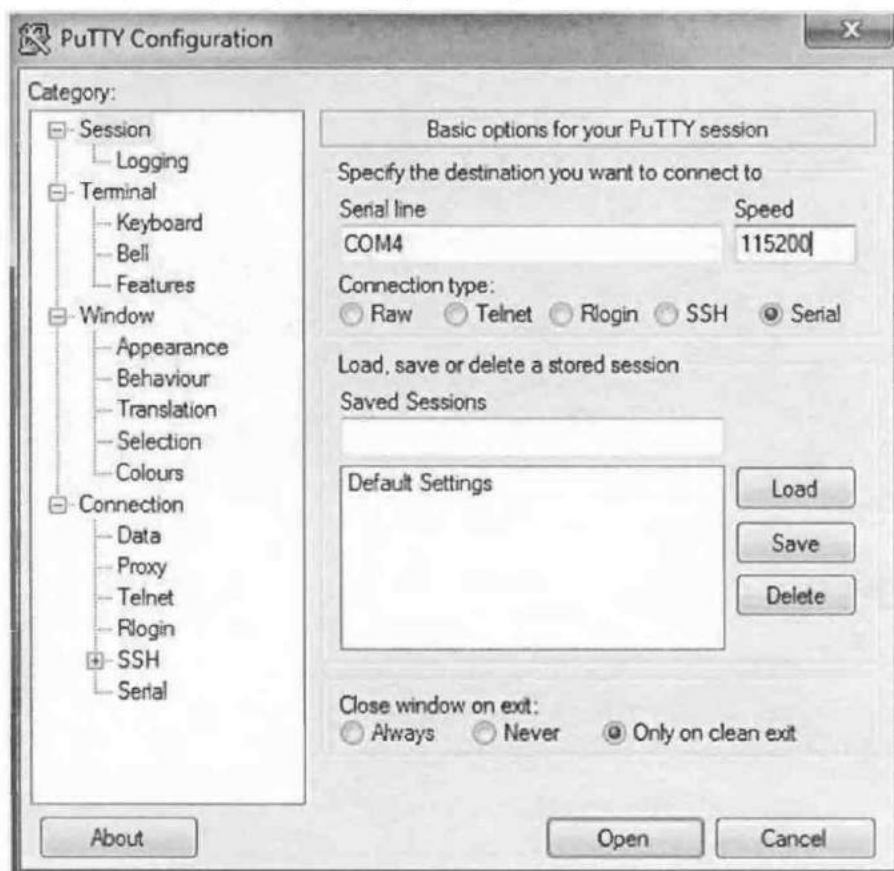 PuTTY Configuration
Category:
Session
Logging
Terminal
Keyboard
Bell
Features
Window
Appearance
Behaviour
Translation
Selection
Colours
Connection
Data
Proxy
Telnet
Rlogin
SSH
Serial
Basic options for your PuTTY session
Specify the destination you want to connect to
Serial line Speed
COM4 115200
Connection type:
Raw Telnet Rlogin SSH Serial
Load, save or delete a stored session
Saved Sessions
Default Settings
Load
Save
Delete
Close window on exit:
Always Never Only on clean exit
About Open Cancel